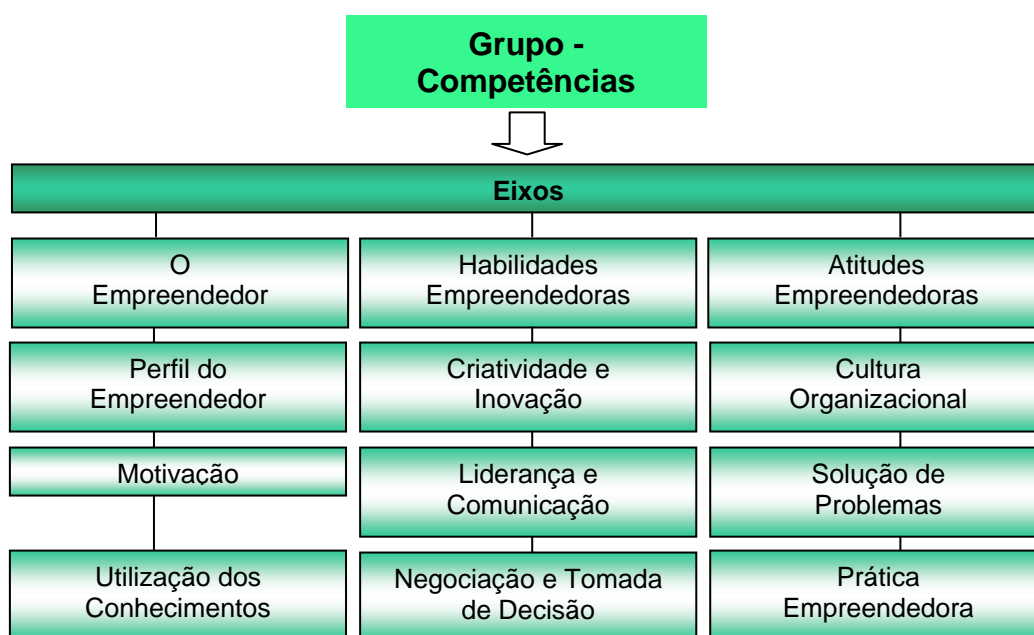 Grupo -
Competências
Eixos
O
Empreendedor
Habilidades
Empreendedoras
Atitudes
Empreendedoras
Perfil do
Empreendedor
Criatividade e
Inovação
Cultura
Organizacional
Motivação
Liderança e
Comunicação
Solução de
Problemas
Utilização dos
Conhecimentos
Negociação e Tomada
de Decisão
Prática
Empreendedora